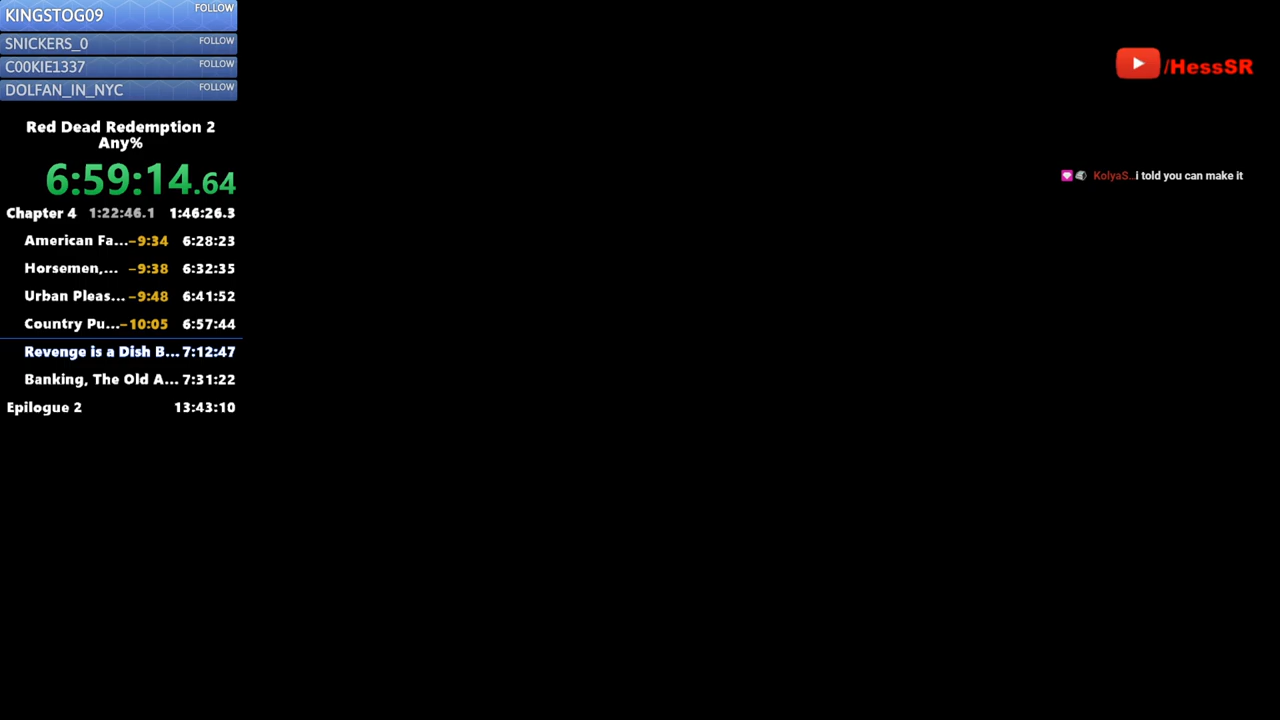 KINGSTOG09 FOLLOW
SNICKERS_0 FOLLOW
C00KIE1337 FOLLOW
DOLFAN_IN_NYC FOLLOW
/HessSR
Red Dead Redemption 2
Any%
6:59:14.64
KolyaS... i told you can make it
Chapter 4 1:22:46.1 1:46:26.3
American Fa... -9:34 6:28:23
Horsemen,... -9:38 6:32:35
Urban Pleas... -9:48 6:41:52
Country Pu... -10:05 6:57:44
Revenge is a Dish B... 7:12:47
Banking, The Old A... 7:31:22
Epilogue 2 13:43:10